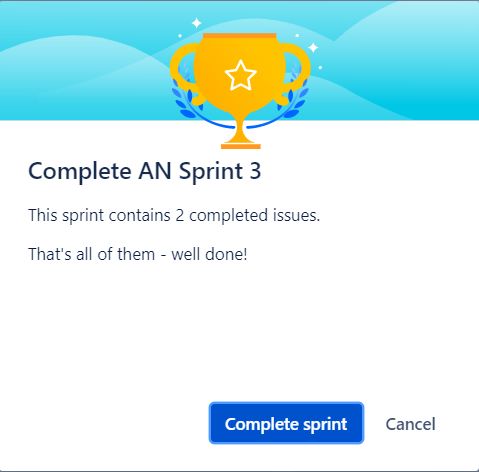 Complete AN Sprint 3
This sprint contains 2 completed issues.
That's all of them - well done!
Complete sprint
Cancel